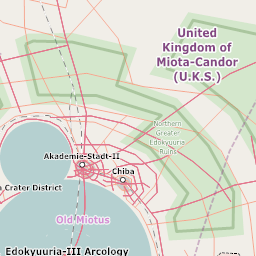 United
Kingdom of
Miota-Candor
(U.K.S.)
Northern
Greater
Edokyuuria
Ruins
Akademie-Stadt-II
Chiba
Crater District
Old Miotus
Edokyuuria-III Arcology